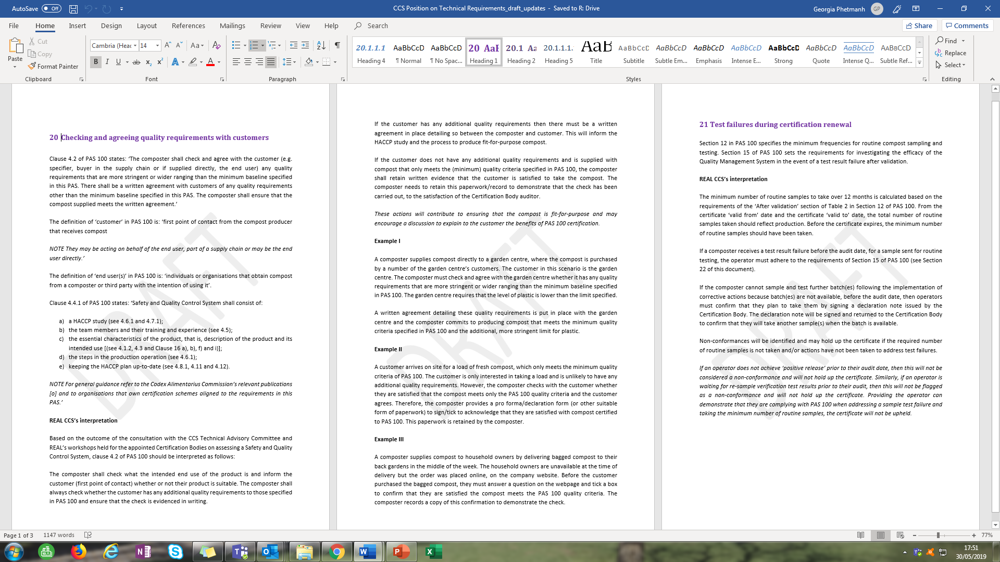 AutoSave Off
CCS Position on Technical Requirements_draft_updates - Saved to R: Drive
Georgia Phetmanh GP
File Home Insert Design Layout References Mailings Review View Help Search
Share Comments
Paste
Cut
Copy
Format Painter
Clipboard
Cambria (Heac 14
Font
Paragraph
20.1.1.1 AaBbCcD AaBbCcD 20 AaB 20.1 Aa 20.1.1.1. AaB AaBbCcD AaBbCcD AaBbCcD AaBbCcD AaBbCcD AaBbCcD AaBbCcD AABBCCD
Heading 4 ¶ Normal ¶ No Spac... Heading 1 Heading 2 Heading 5 Title Subtitle Subtle Em... Emphasis Intense E... Strong Quote Intense Q... Subtle Ref...
Styles
Find
Replace
Select
Editing
20 Checking and agreeing quality requirements with customers
Clause 4.2 of PAS 100 states: ‘The composter shall check and agree with the customer (e.g.
specifier, buyer in the supply chain or if supplied directly, the end user) any quality
requirements that are more stringent or wider ranging than the minimum baseline specified
in this PAS. There shall be a written agreement with customers of any quality requirements
other than the minimum baseline specified in this PAS. The composter shall ensure that the
compost supplied meets the written agreement.’
The definition of ‘customer’ in PAS 100 is: ‘first point of contact from the compost producer
that receives compost
NOTE They may be acting on behalf of the end user, part of a supply chain or may be the end
user directly.’
The definition of ‘end user(s)’ in PAS 100 is: ‘individuals or organisations that obtain compost
from a composter or third party with the intention of using it’.
Clause 4.4.1 of PAS 100 states: ‘Safety and Quality Control System shall consist of:
a) a HACCP study (see 4.6.1 and 4.7.1);
b) the team members and their training and experience (see 4.5);
c) the essential characteristics of the product, that is, description of the product and its
intended use [(see 4.1.2, 4.3 and Clause 16 a), b), f) and i)];
d) the steps in the production operation (see 4.6.1);
e) keeping the HACCP plan up-to-date (see 4.8.1, 4.11 and 4.12).
NOTE For general guidance refer to the Codex Alimentarius Commission’s relevant publications
[o] and to organisations that own certification schemes aligned to the requirements in this
PAS.’
REAL CCS’s interpretation
Based on the outcome of the consultation with the CCS Technical Advisory Committee and
REAL’s workshops held for the appointed Certification Bodies on assessing a Safety and Quality
Control System, clause 4.2 of PAS 100 should be interpreted as follows:
The composter shall check what the intended end use of the product is and inform the
customer (first point of contact) whether or not their product is suitable. The composter shall
always check whether the customer has any additional quality requirements to those specified
in PAS 100 and ensure that the check is evidenced in writing.
DRAFT
If the customer has any additional quality requirements then there must be a written
agreement in place detailing so between the composter and customer. This will inform the
HACCP study and the process to produce fit-for-purpose compost.
If the customer does not have any additional quality requirements and is supplied with
compost that only meets the (minimum) quality criteria specified in PAS 100, the composter
shall retain written evidence that the customer is satisfied to take the compost. The
composter needs to retain this paperwork/record to demonstrate that the check has been
carried out, to the satisfaction of the Certification Body auditor.
These actions will contribute to ensuring that the compost is fit-for-purpose and may
encourage a discussion to explain to the customer the benefits of PAS 100 certification.
Example I
A composter supplies compost directly to a garden centre, where the compost is purchased
by a number of the garden centre’s customers. The customer in this scenario is the garden
centre. The composter must check and agree with the garden centre whether it has any quality
requirements that are more stringent or wider ranging than the minimum baseline specified
in PAS 100. The garden centre requires that the level of plastic is lower than the limit specified.
A written agreement detailing these quality requirements is put in place with the garden
centre and the composter commits to producing compost that meets the minimum quality
criteria specified in PAS 100 and the additional, more stringent limit for plastic.
Example II
A customer arrives on site for a load of fresh compost, which only meets the minimum quality
criteria of PAS 100. The customer is only interested in taking a load and is unlikely to have any
additional quality requirements. However, the composter checks with the customer whether
they are satisfied that the compost meets only the PAS 100 quality criteria and the customer
agrees. Therefore, the composter provides a pro forma/declaration form (or other suitable
form of paperwork) to sign/tick to acknowledge that they are satisfied with compost certified
to PAS 100. This paperwork is retained by the composter.
Example III
A composter supplies compost to household owners by delivering bagged compost to their
back gardens in the middle of the week. The household owners are unavailable at the time of
delivery but the order was placed online, on the company website. Before the customer
purchased the bagged compost, they must answer a question on the webpage and tick a box
to confirm that they are satisfied the compost meets the PAS 100 quality criteria. The
composter records a copy of this confirmation to demonstrate the check.
DRAFT
21 Test failures during certification renewal
Section 12 in PAS 100 specifies the minimum frequencies for routine compost sampling and
testing. Section 15 of PAS 100 sets the requirements for investigating the efficacy of the
Quality Management System in the event of a test result failure after validation.
REAL CCS’s interpretation
The minimum number of routine samples to take over 12 months is calculated based on the
requirements of the ‘After validation’ section of Table 2 in Section 12 of PAS 100. From the
certificate ‘valid from’ date and the certificate ‘valid to’ date, the total number of routine
samples taken should reflect production. Before the certificate expires, the minimum number
of routine samples should have been taken.
If a composter receives a test result failure before the audit date, for a sample sent for routine
testing, the operator must adhere to the requirements of Section 15 of PAS 100 (see Section
22 of this document).
If the composter cannot sample and test further batch(es) following the implementation of
corrective actions because batch(es) are not available, before the audit date, then operators
must confirm that they plan to take them by signing a declaration note issued by the
Certification Body. The declaration note will be signed and returned to the Certification Body
to confirm that they will take another sample(s) when the batch is available.
Non-conformances will be identified and may hold up the certificate if the required number
of routine samples is not taken and/or actions have not been taken to address test failures.
If an operator does not achieve ‘positive release’ prior to their audit date, then this will not be
considered a non-conformance and will not hold up the certificate. Similarly, if an operator is
waiting for re-sample verification test results prior to their audit, then this will not be flagged
as a non-conformance and will not hold up the certificate. Providing the operator can
demonstrate that they are complying with PAS 100 when addressing a sample test failure and
taking the minimum number of routine samples, the certificate will not be upheld.
DRAFT
Page 1 of 3 1147 words
77%
17:51
30/05/2019